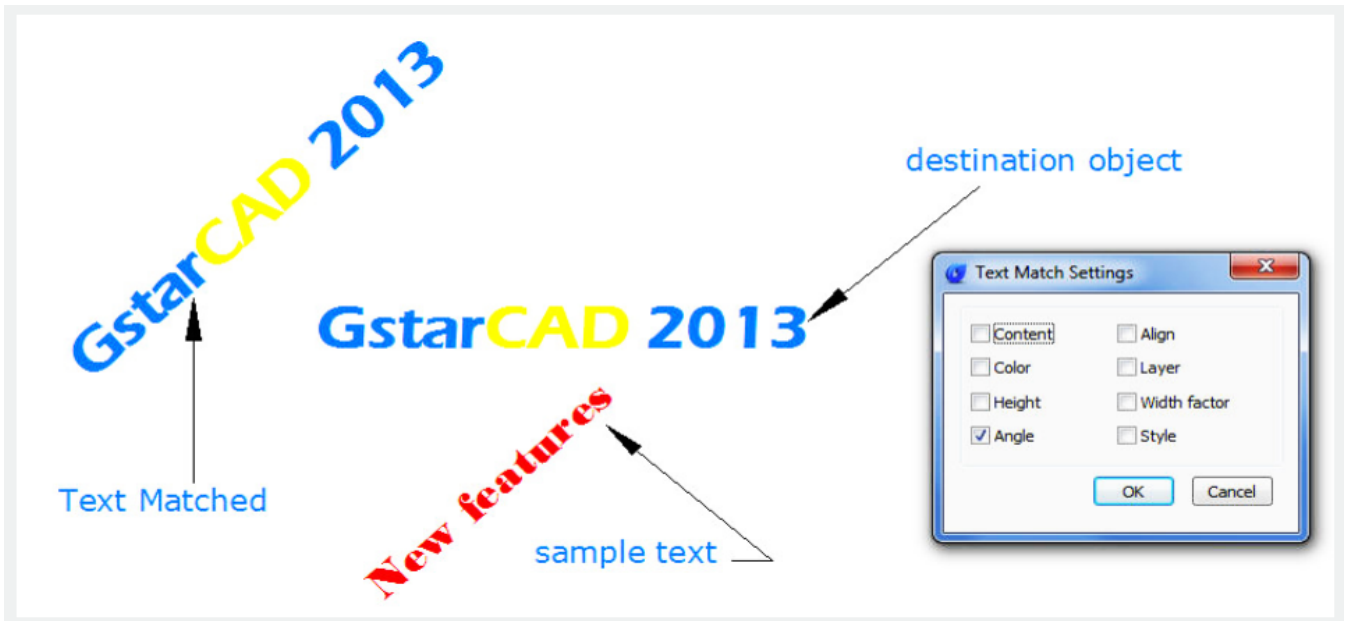 GstarCAD 2013
destination object
Text Match Settings
GstarCAD 2013
Content
Align
Color
Layer
Height
Width factor
Angle
Style
OK
Cancel
Text Matched
New features
sample text